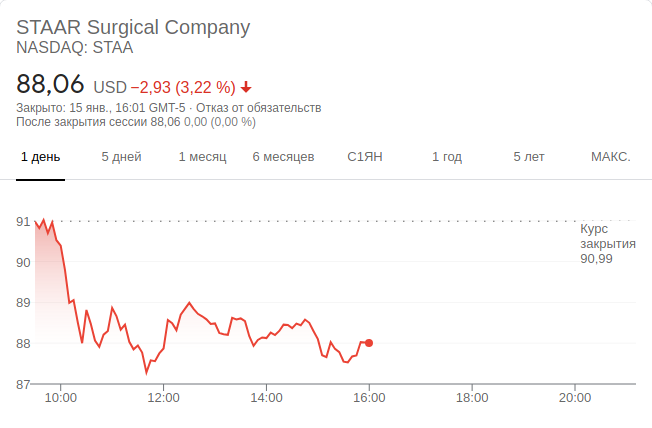 STAAR Surgical Company
NASDAQ: STAA
88,06 USD −2,93 (3,22 %)
Закрыто: 15 янв., 16:01 GMT-5 · Отказ от обязательств
После закрытия сессии 88,06 0,00 (0,00 %)
1 день 5 дней 1 месяц 6 месяцев С1ЯН 1 год 5 лет МАКС.
91
Курс
закрытия
90,99
90
89
88
87
10:00 12:00 14:00 16:00 18:00 20:00